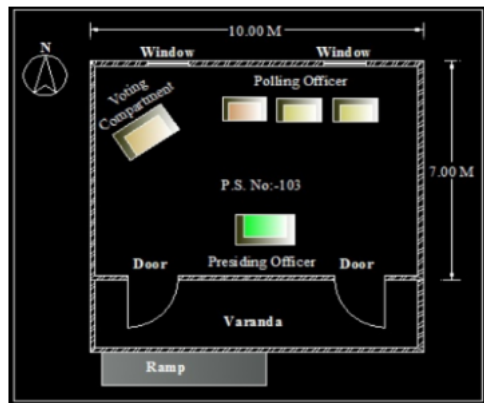 10.00 M
N
Window
Window
Polling Officer
Voting
Compartment
7.00 M
P.S. No:-103
Presiding Officer
Door
Door
Varanda
Ramp